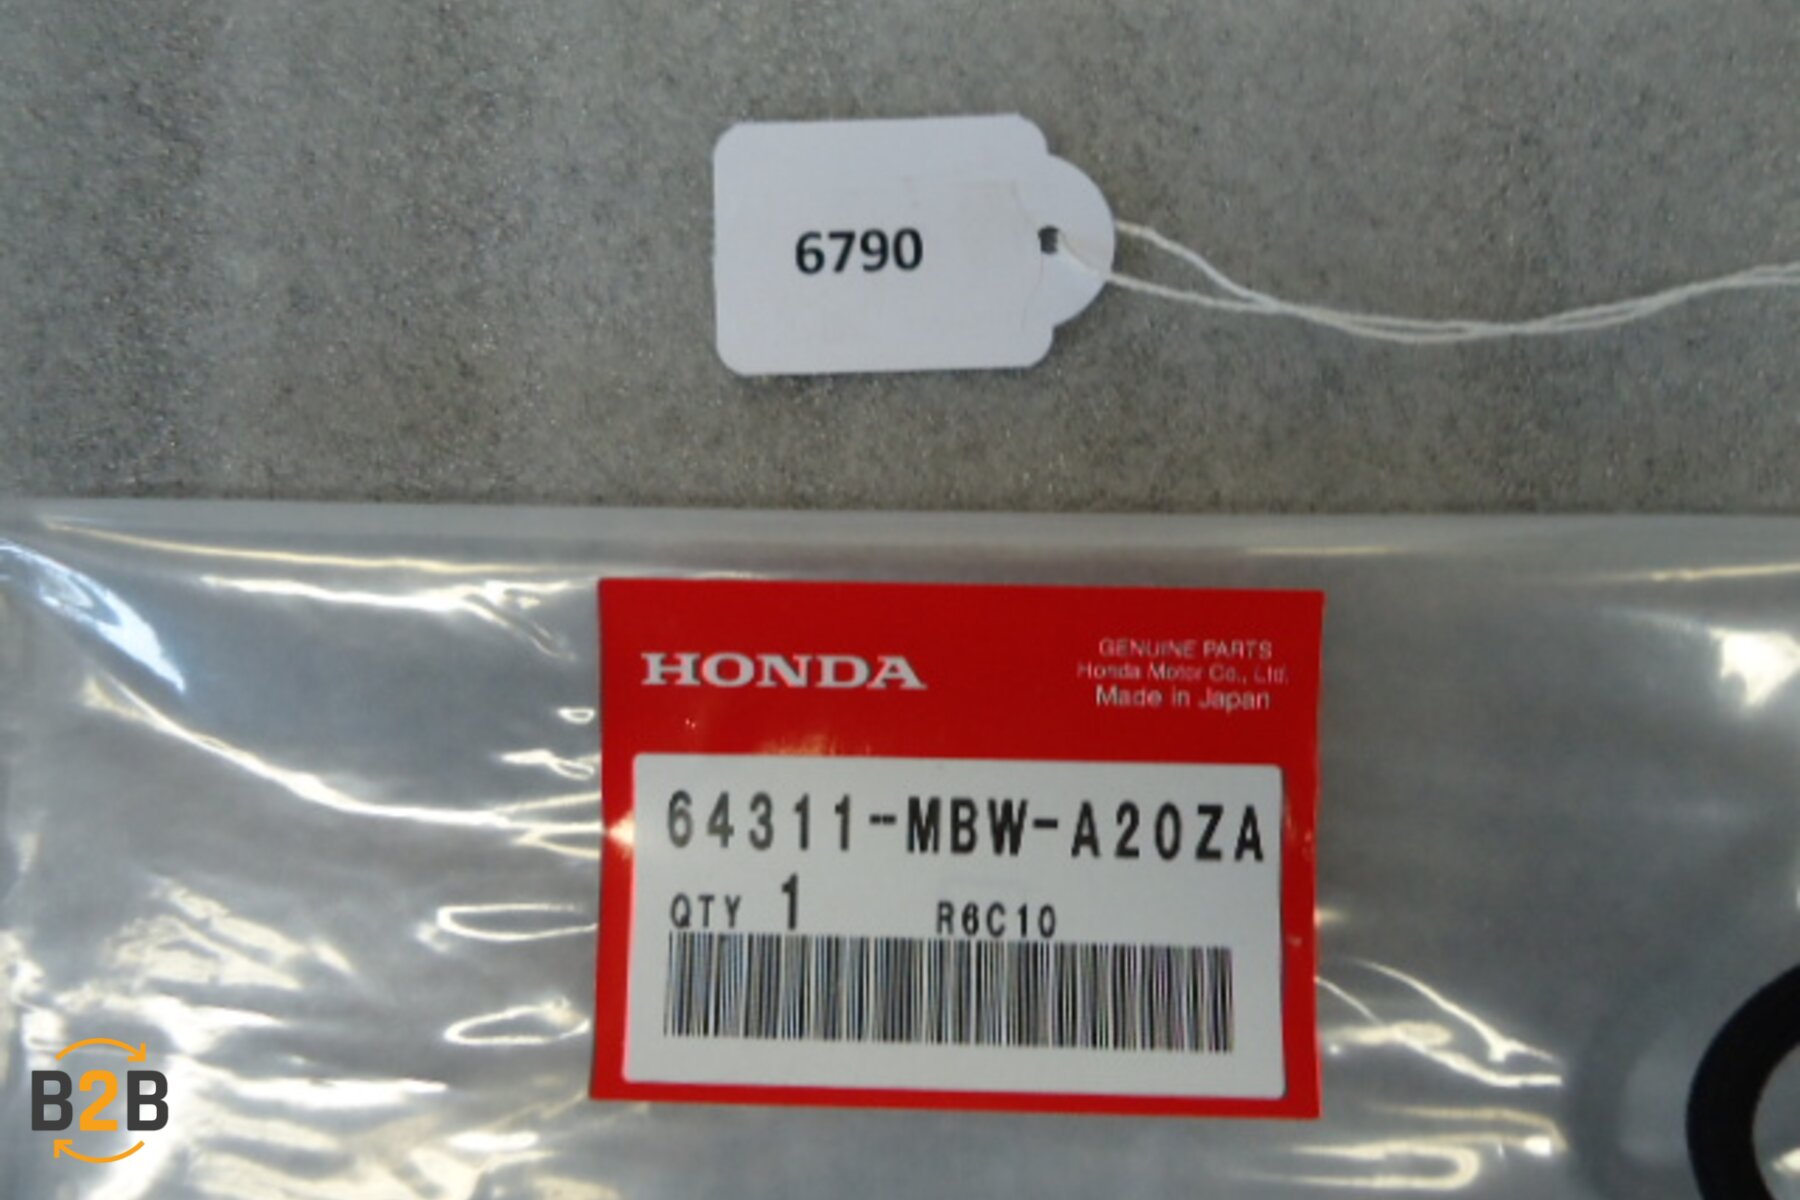 6790
HONDA
GENUINE PARTS
Honda Motor Co., Ltd.
Made in Japan
64311-MBW-A20ZA
QTY 1 R6C10
B2B